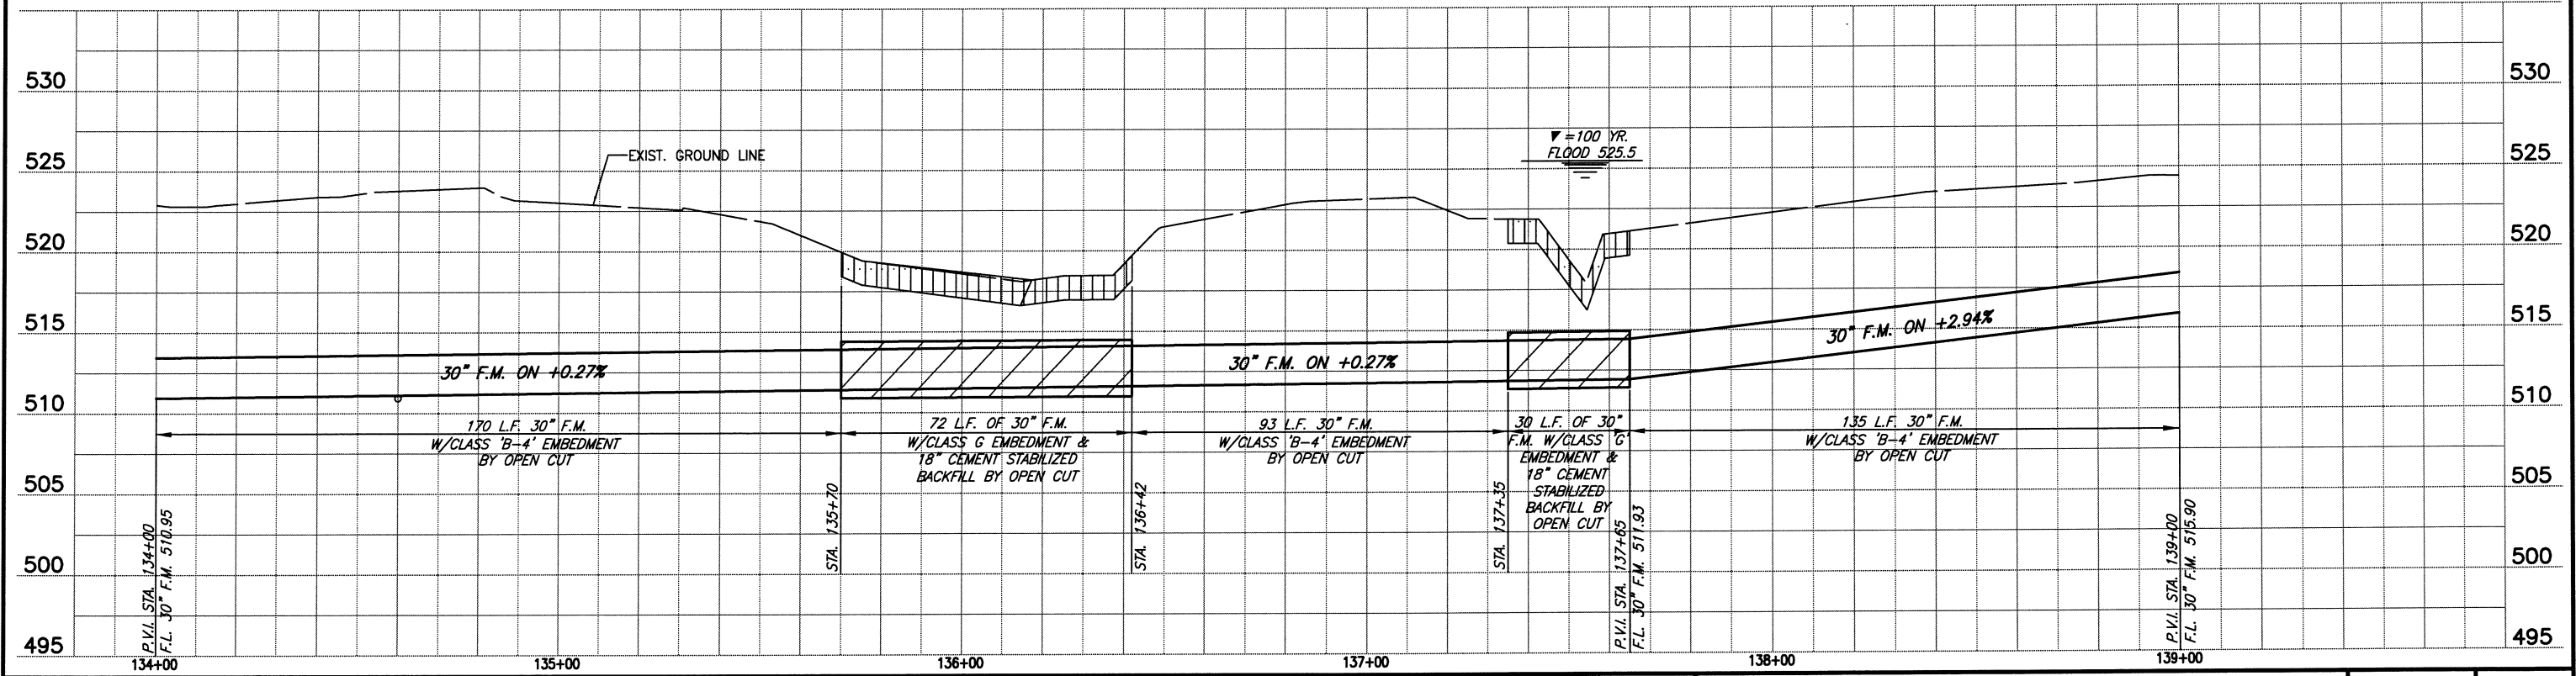 530
525
520
515
510
505
500
495
EXIST. GROUND LINE
▼=100 YR.
FLOOD 525.5
30" F.M. ON +0.27%
30" F.M. ON +0.27%
30" F.M. ON +2.94%
170 L.F. 30" F.M.
W/CLASS 'B-4' EMBEDMENT
BY OPEN CUT
72 L.F. OF 30" F.M.
W/CLASS G EMBEDMENT &
18" CEMENT STABILIZED
BACKFILL BY OPEN CUT
93 L.F. 30" F.M.
W/CLASS 'B-4' EMBEDMENT
BY OPEN CUT
30 L.F. OF 30"
F.M. W/CLASS 'G'
EMBEDMENT &
18" CEMENT
STABILIZED
BACKFILL BY
OPEN CUT
135 L.F. 30" F.M.
W/CLASS 'B-4' EMBEDMENT
BY OPEN CUT
P.V.I. STA. 134+00
F.L. 30" F.M. 510.95
STA. 135+70
STA. 136+42
STA. 137+35
P.V.I. STA. 137+65
F.L. 30" F.M. 511.93
P.V.I. STA. 139+00
F.L. 30" F.M. 515.90
530
525
520
515
510
505
500
495
134+00
135+00
136+00
137+00
138+00
139+00